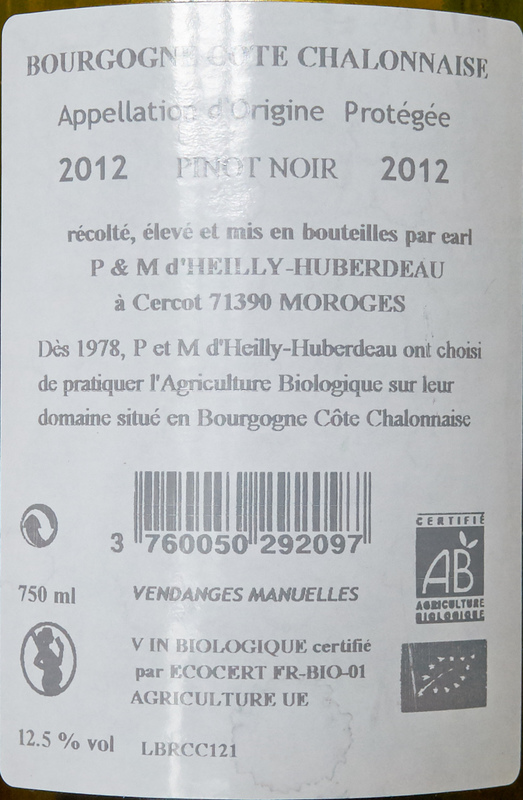 BOURGOGNE CÔTE CHALONNAISE
Appellation d'Origine Protégée
2012 PINOT NOIR 2012
récolté, élevé et mis en bouteilles par earl
P & M d'HEILLY-HUBERDEAU
à Cercot 71390 MOROGES
Dès 1978, P et M d'Heilly-Huberdeau ont choisi
de pratiquer l'Agriculture Biologique sur leur
domaine situé en Bourgogne Côte Chalonnaise
3 760050 292097
CERTIFIÉ
AB
AGRICULTURE
BIOLOGIQUE
750 ml
VENDANGES MANUELLES
V IN BIOLOGIQUE certifié
par ECOCERT FR-BIO-01
AGRICULTURE UE
12.5 % vol
LBRCC121